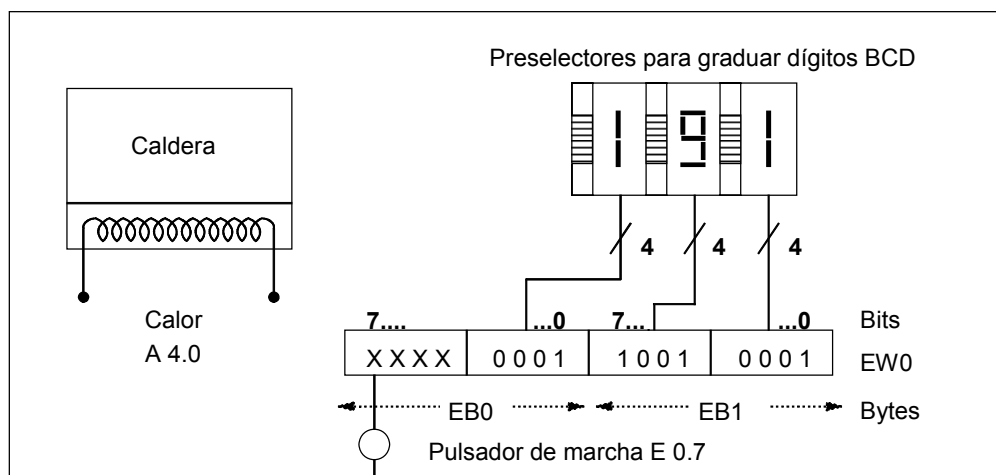 Preselectores para graduar dígitos BCD
Caldera
1 9 1
4 4 4
Calor
A 4.0
7.... ...0 7... ...0 Bits
X X X X 0 0 0 1 1 0 0 1 0 0 0 1 EW0
EB0 EB1 Bytes
Pulsador de marcha E 0.7